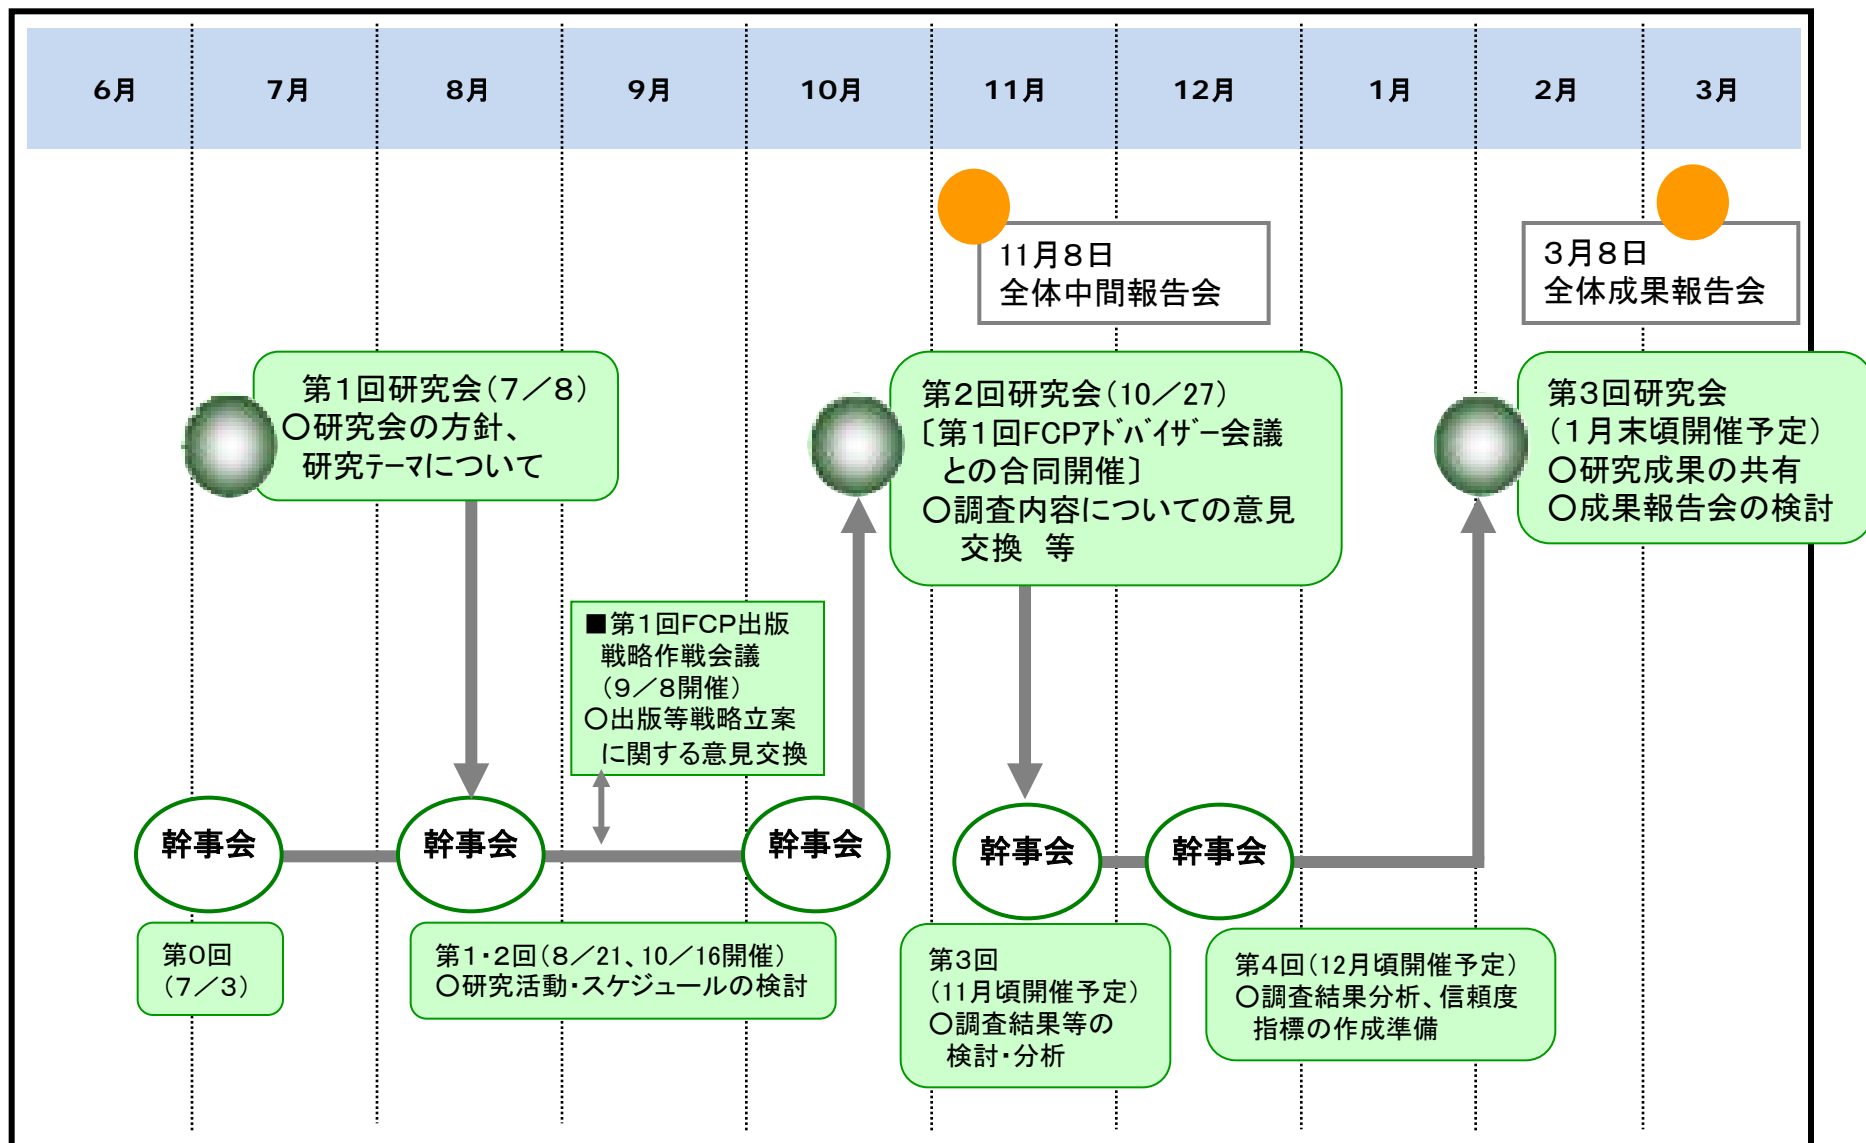 6月 7月 8月 9月 10月 11月 12月 1月 2月 3月
11月８日
全体中間報告会
３月８日
全体成果報告会
第１回研究会（７／８）
○研究会の方針、
研究ﾃｰﾏについて
第２回研究会（10／27）
〔第１回FCPｱﾄﾞﾊﾞｲｻﾞｰ会議
との合同開催〕
○調査内容についての意見
交換　等
第３回研究会
（１月末頃開催予定）
○研究成果の共有
○成果報告会の検討
■第１回ＦＣＰ出版
戦略作戦会議
（９／８開催）
○出版等戦略立案
に関する意見交換
幹事会
幹事会
幹事会
幹事会
幹事会
第０回
（７／３）
第１・２回（８／21、10／16開催）
○研究活動・スケジュールの検討
第３回
（11月頃開催予定）
○調査結果等の
検討・分析
第４回（12月頃開催予定）
○調査結果分析、信頼度
指標の作成準備